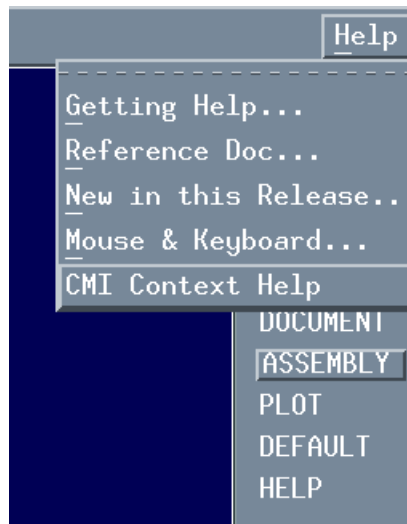 Help
Getting Help...
Reference Doc...
New in this Release..
Mouse & Keyboard...
CMI Context Help
DOCUMENT
ASSEMBLY
PLOT
DEFAULT
HELP